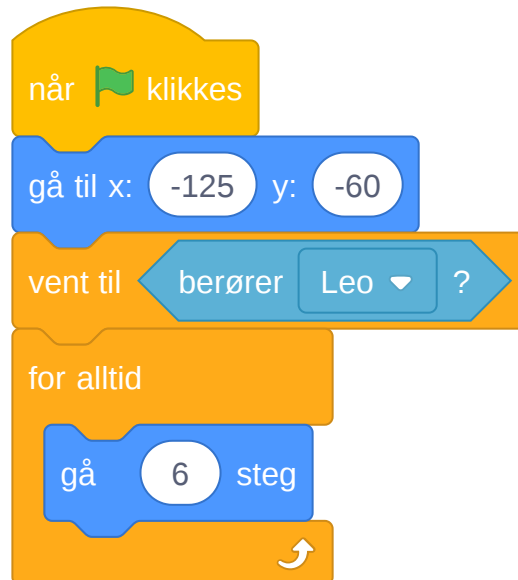 når klikkes
gå til x: -125 y: -60
vent til berører Leo ?
for alltid
gå 6 steg